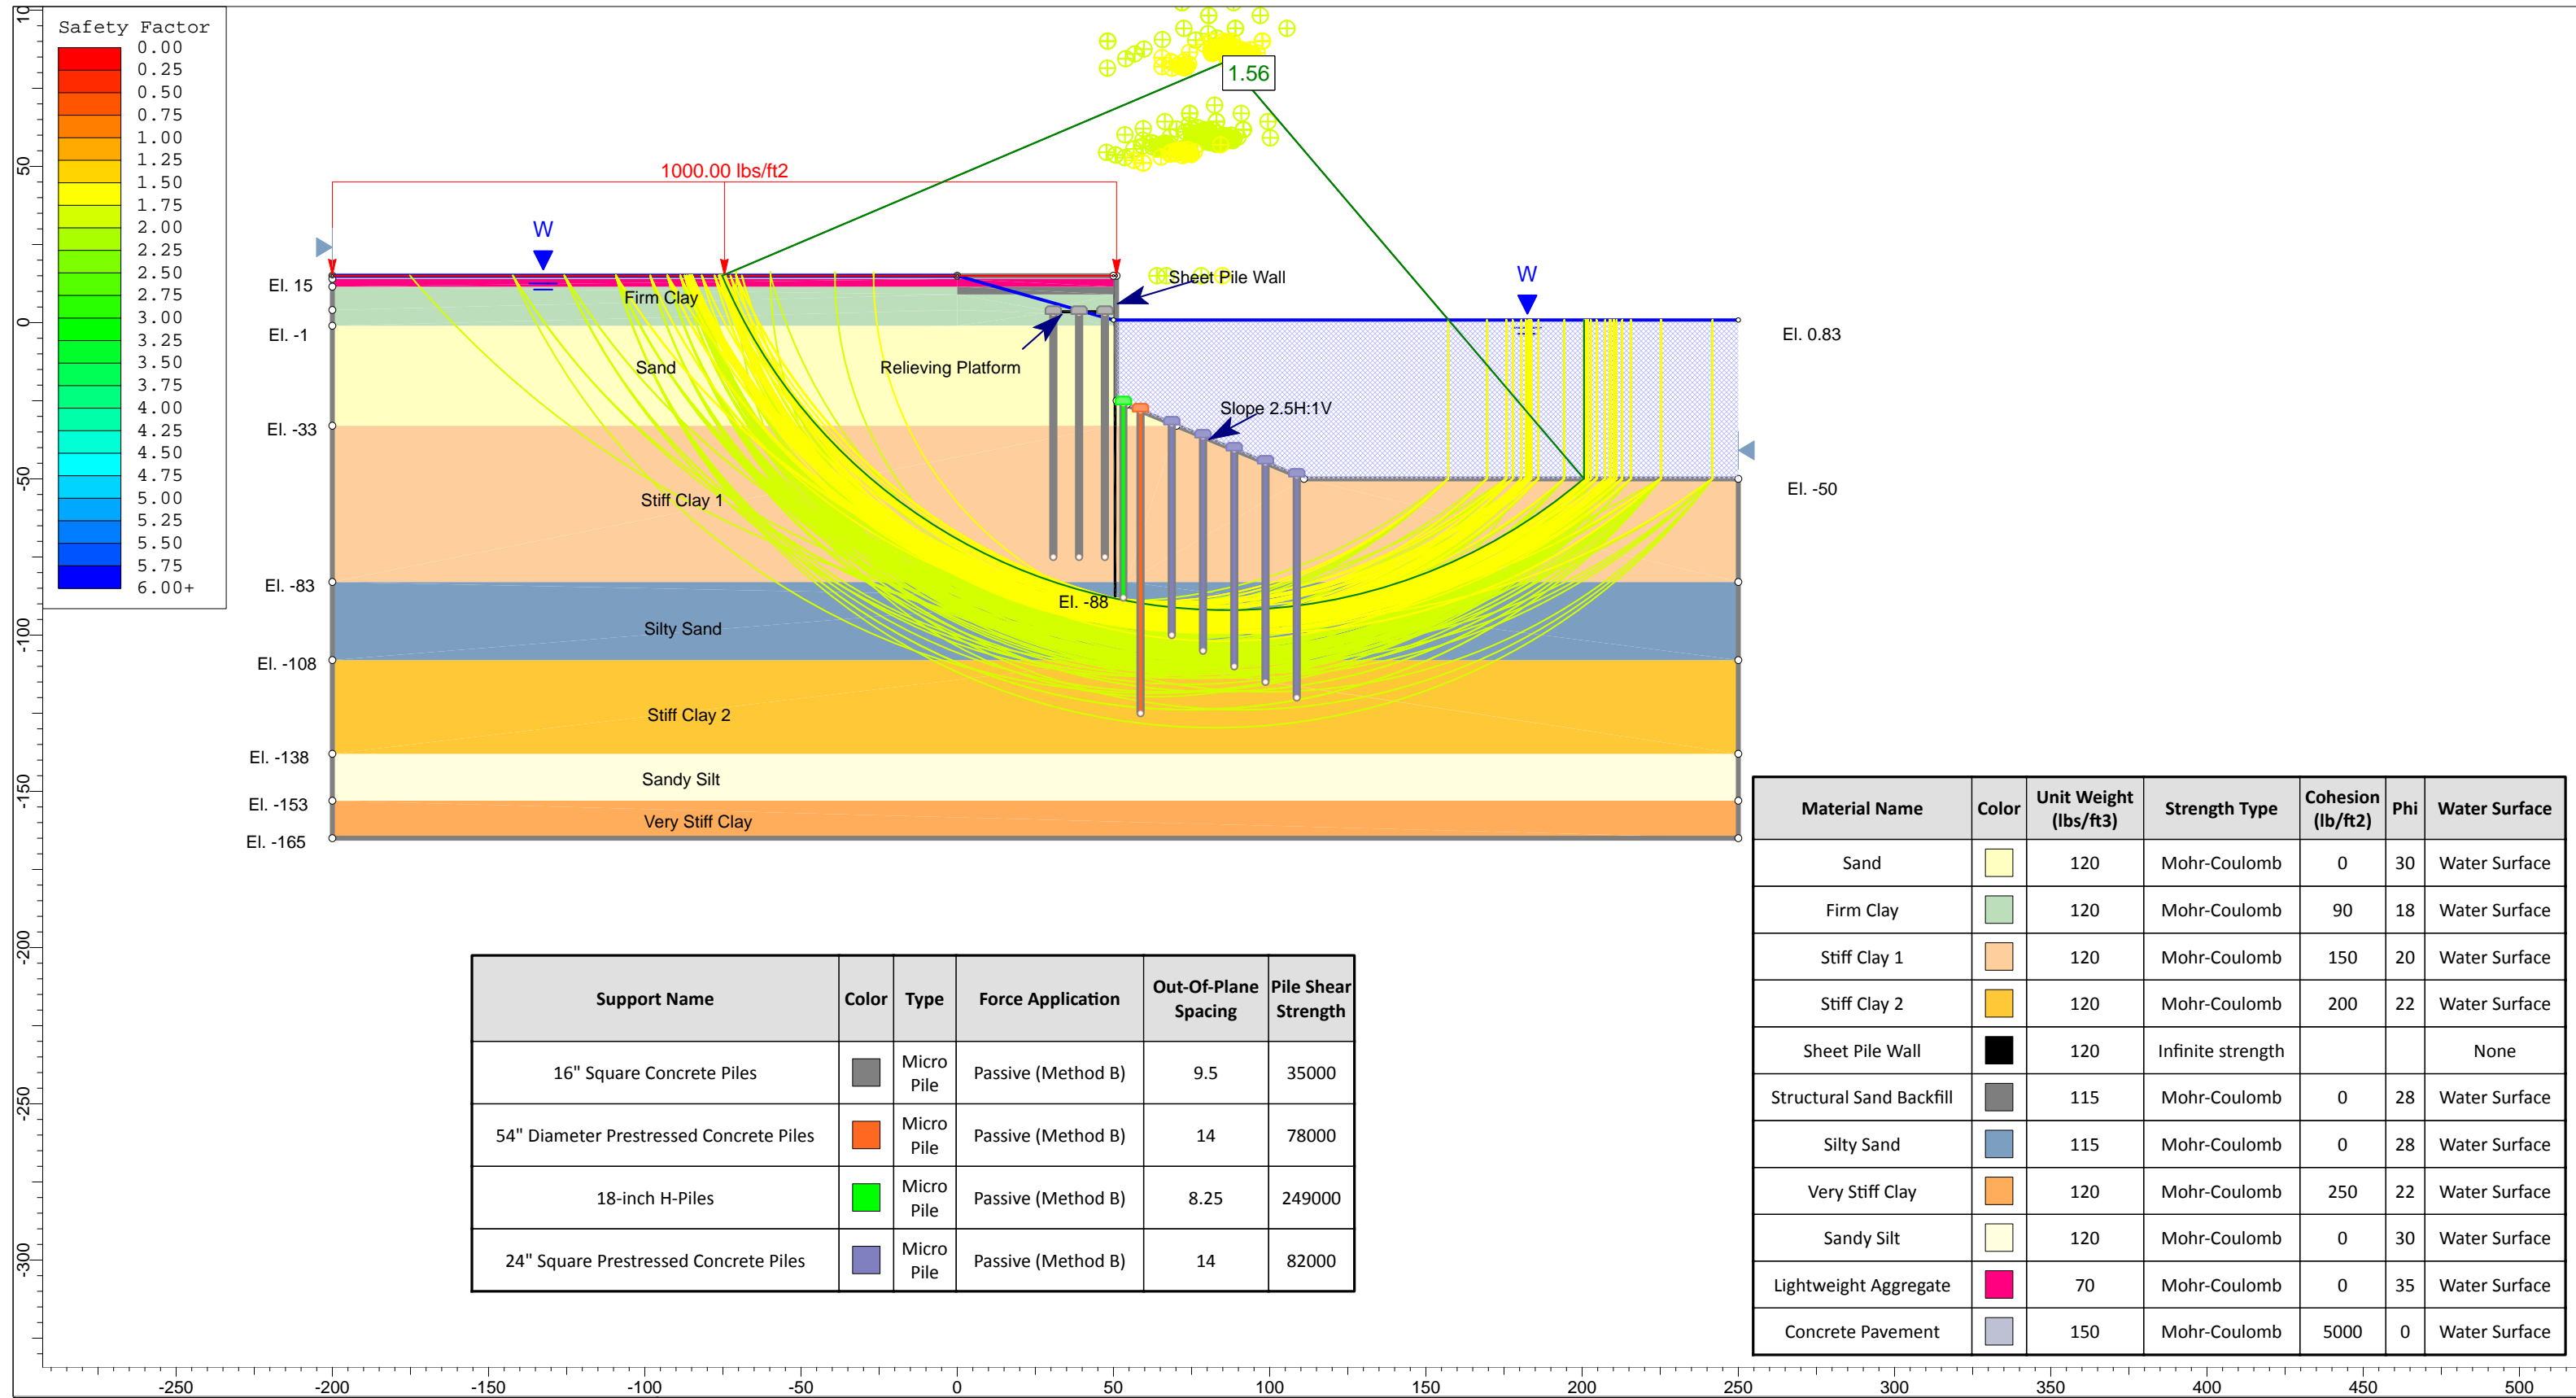 Safety Factor
0.00
0.25
0.50
0.75
1.00
1.25
1.50
1.75
2.00
2.25
2.50
2.75
3.00
3.25
3.50
3.75
4.00
4.25
4.50
4.75
5.00
5.25
5.50
5.75
6.00+
1.56
1000.00 lbs/ft2
W
W
El. 15
El. -1
El. -33
El. -83
El. -108
El. -138
El. -153
El. -165
Firm Clay
Sand
Stiff Clay 1
Silty Sand
Stiff Clay 2
Sandy Silt
Very Stiff Clay
Sheet Pile Wall
Relieving Platform
Slope 2.5H:1V
El. -88
El. 0.83
El. -50
Support Name Color Type Force Application Out-Of-Plane Spacing Pile Shear Strength
16" Square Concrete Piles Micro Pile Passive (Method B) 9.5 35000
54" Diameter Prestressed Concrete Piles Micro Pile Passive (Method B) 14 78000
18-inch H-Piles Micro Pile Passive (Method B) 8.25 249000
24" Square Prestressed Concrete Piles Micro Pile Passive (Method B) 14 82000
Material Name Color Unit Weight (lbs/ft3) Strength Type Cohesion (lb/ft2) Phi Water Surface
Sand 120 Mohr-Coulomb 0 30 Water Surface
Firm Clay 120 Mohr-Coulomb 90 18 Water Surface
Stiff Clay 1 120 Mohr-Coulomb 150 20 Water Surface
Stiff Clay 2 120 Mohr-Coulomb 200 22 Water Surface
Sheet Pile Wall 120 Infinite strength None
Structural Sand Backfill 115 Mohr-Coulomb 0 28 Water Surface
Silty Sand 115 Mohr-Coulomb 0 28 Water Surface
Very Stiff Clay 120 Mohr-Coulomb 250 22 Water Surface
Sandy Silt 120 Mohr-Coulomb 0 30 Water Surface
Lightweight Aggregate 70 Mohr-Coulomb 0 35 Water Surface
Concrete Pavement 150 Mohr-Coulomb 5000 0 Water Surface
50
0
-50
-100
-150
-200
-250
-300
-250 -200 -150 -100 -50 0 50 100 150 200 250 300 350 400 450 500